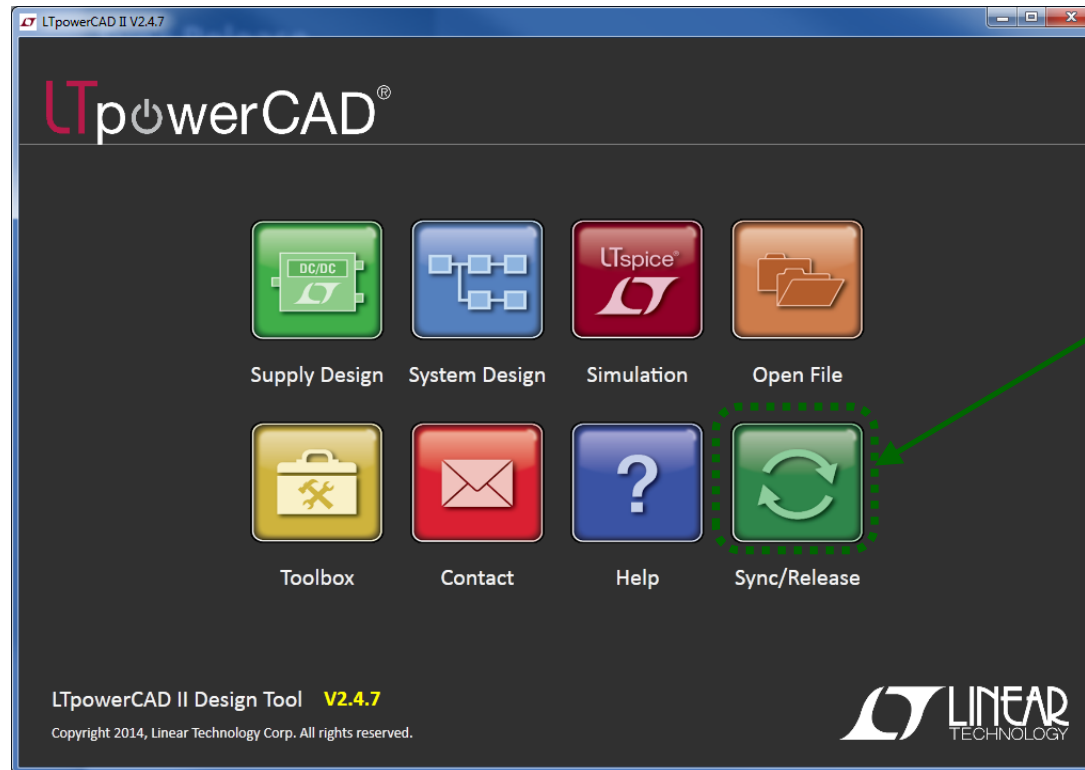 LTpowerCAD II V2.4.7
LTpowerCAD®
DC/DC
LTspice®
Supply Design System Design Simulation Open File
?
Toolbox Contact Help Sync/Release
LTpowerCAD II Design Tool V2.4.7
Copyright 2014, Linear Technology Corp. All rights reserved.
LINEAR
TECHNOLOGY